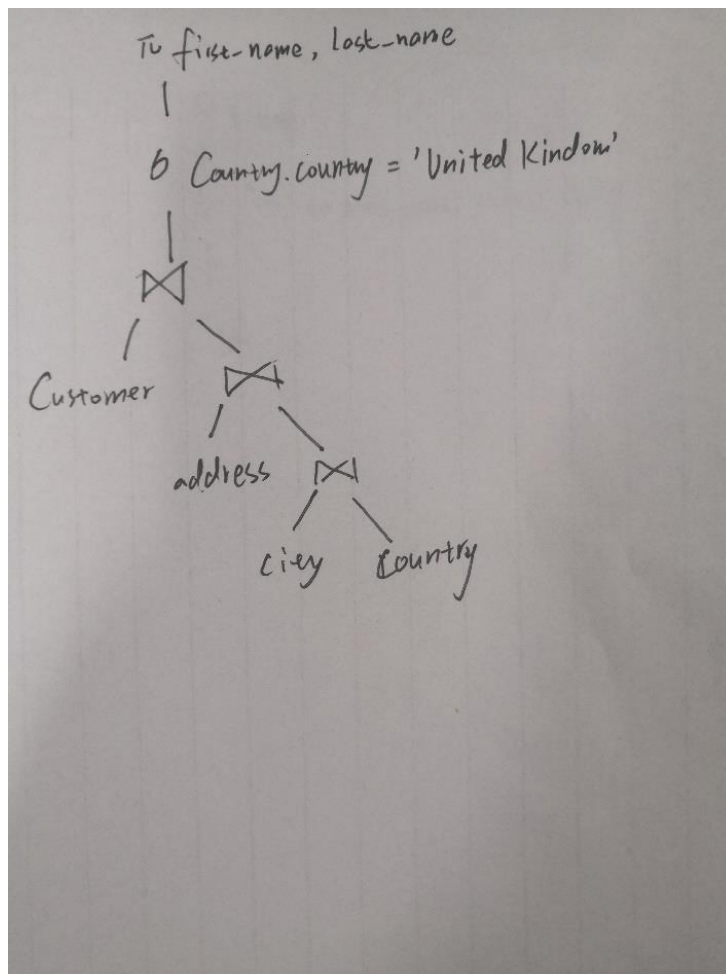 π first_name, last_name
σ Country.country = 'United Kindom'
⋈
Customer
⋈
address
⋈
city
country